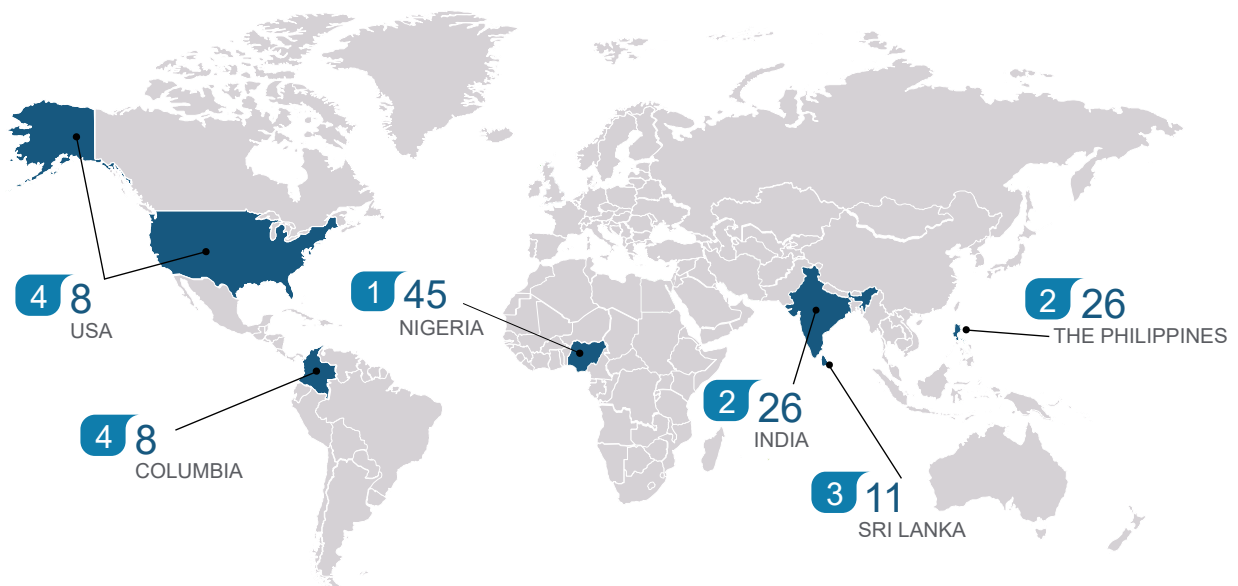 4 8
USA
1 45
NIGERIA
2 26
THE PHILIPPINES
4 8
COLUMBIA
2 26
INDIA
3 11
SRI LANKA